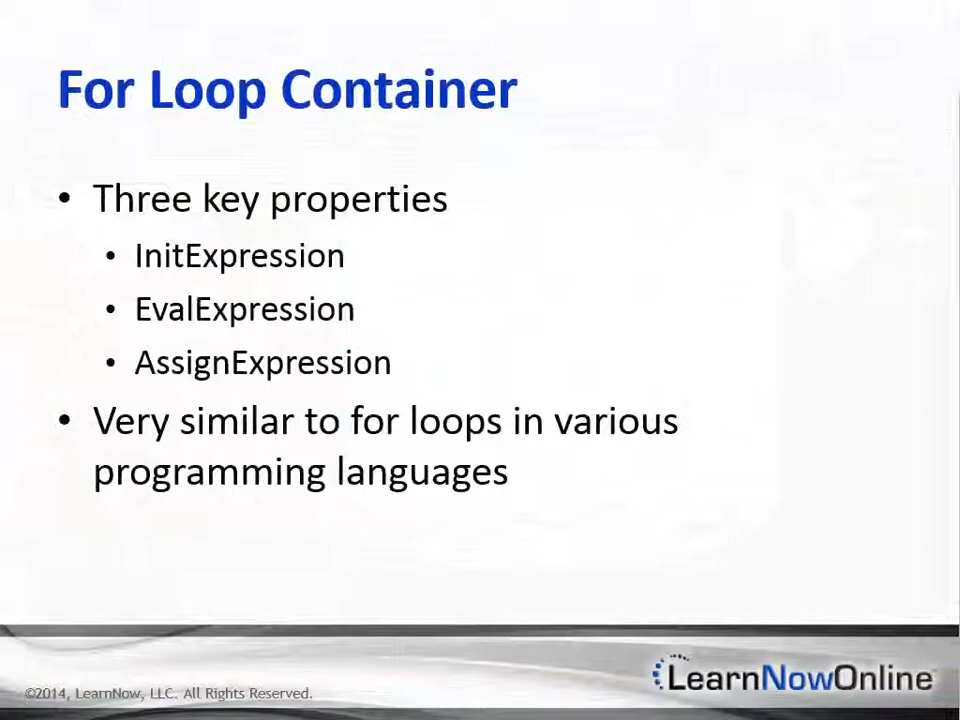 For Loop Container
• Three key properties
• InitExpression
• EvalExpression
• AssignExpression
• Very similar to for loops in various
programming languages
©2014, LearnNow, LLC. All Rights Reserved.
LearnNowOnline